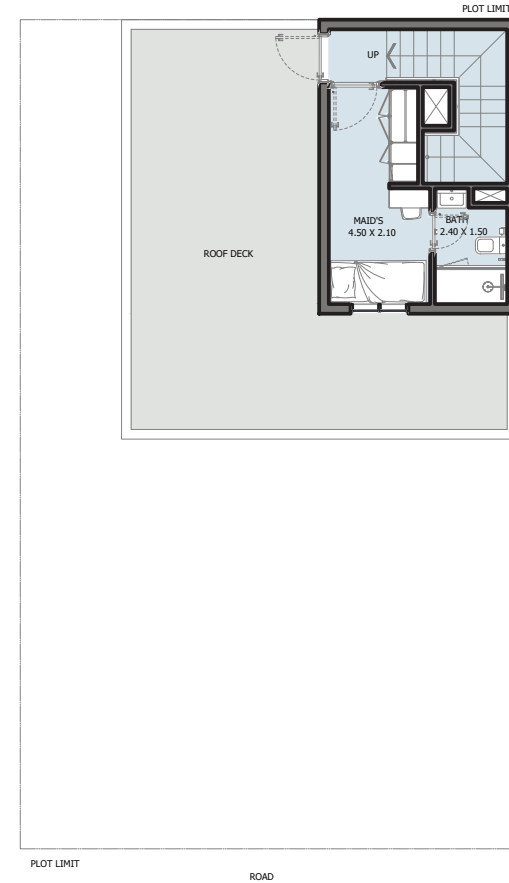 PLOT LIMIT
UP
MAID'S
4.50 X 2.10
BATH
2.40 X 1.50
ROOF DECK
PLOT LIMIT
ROAD